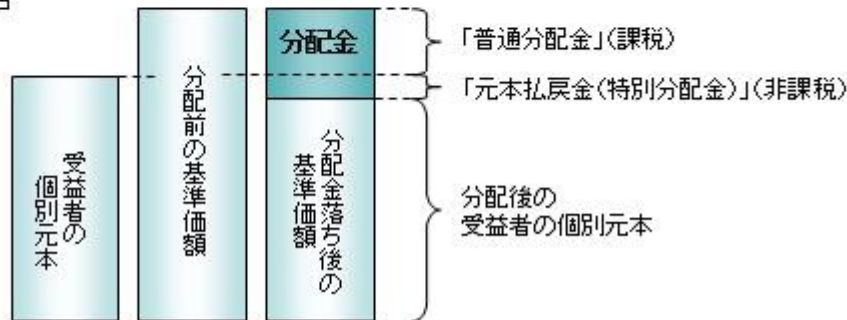 受益者の
個別元本
分配前の基準価額
分配金
分配金落ち後の
基準価額
「普通分配金」(課税)
「元本払戻金(特別分配金)」(非課税)
分配後の
受益者の個別元本